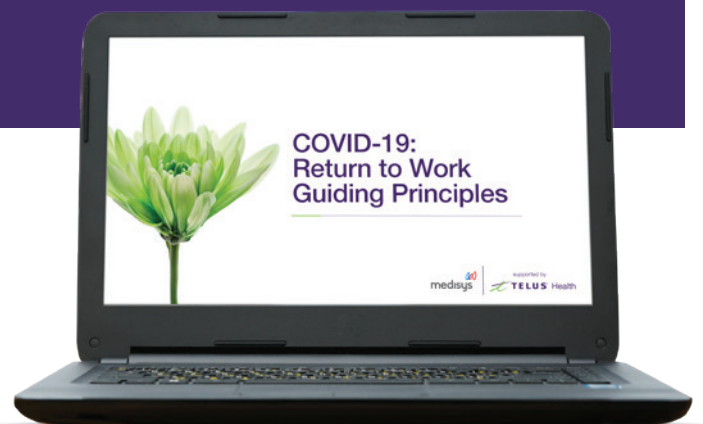 COVID-19:
Return to Work
Guiding Principles
medisys
supported by
TELUS Health